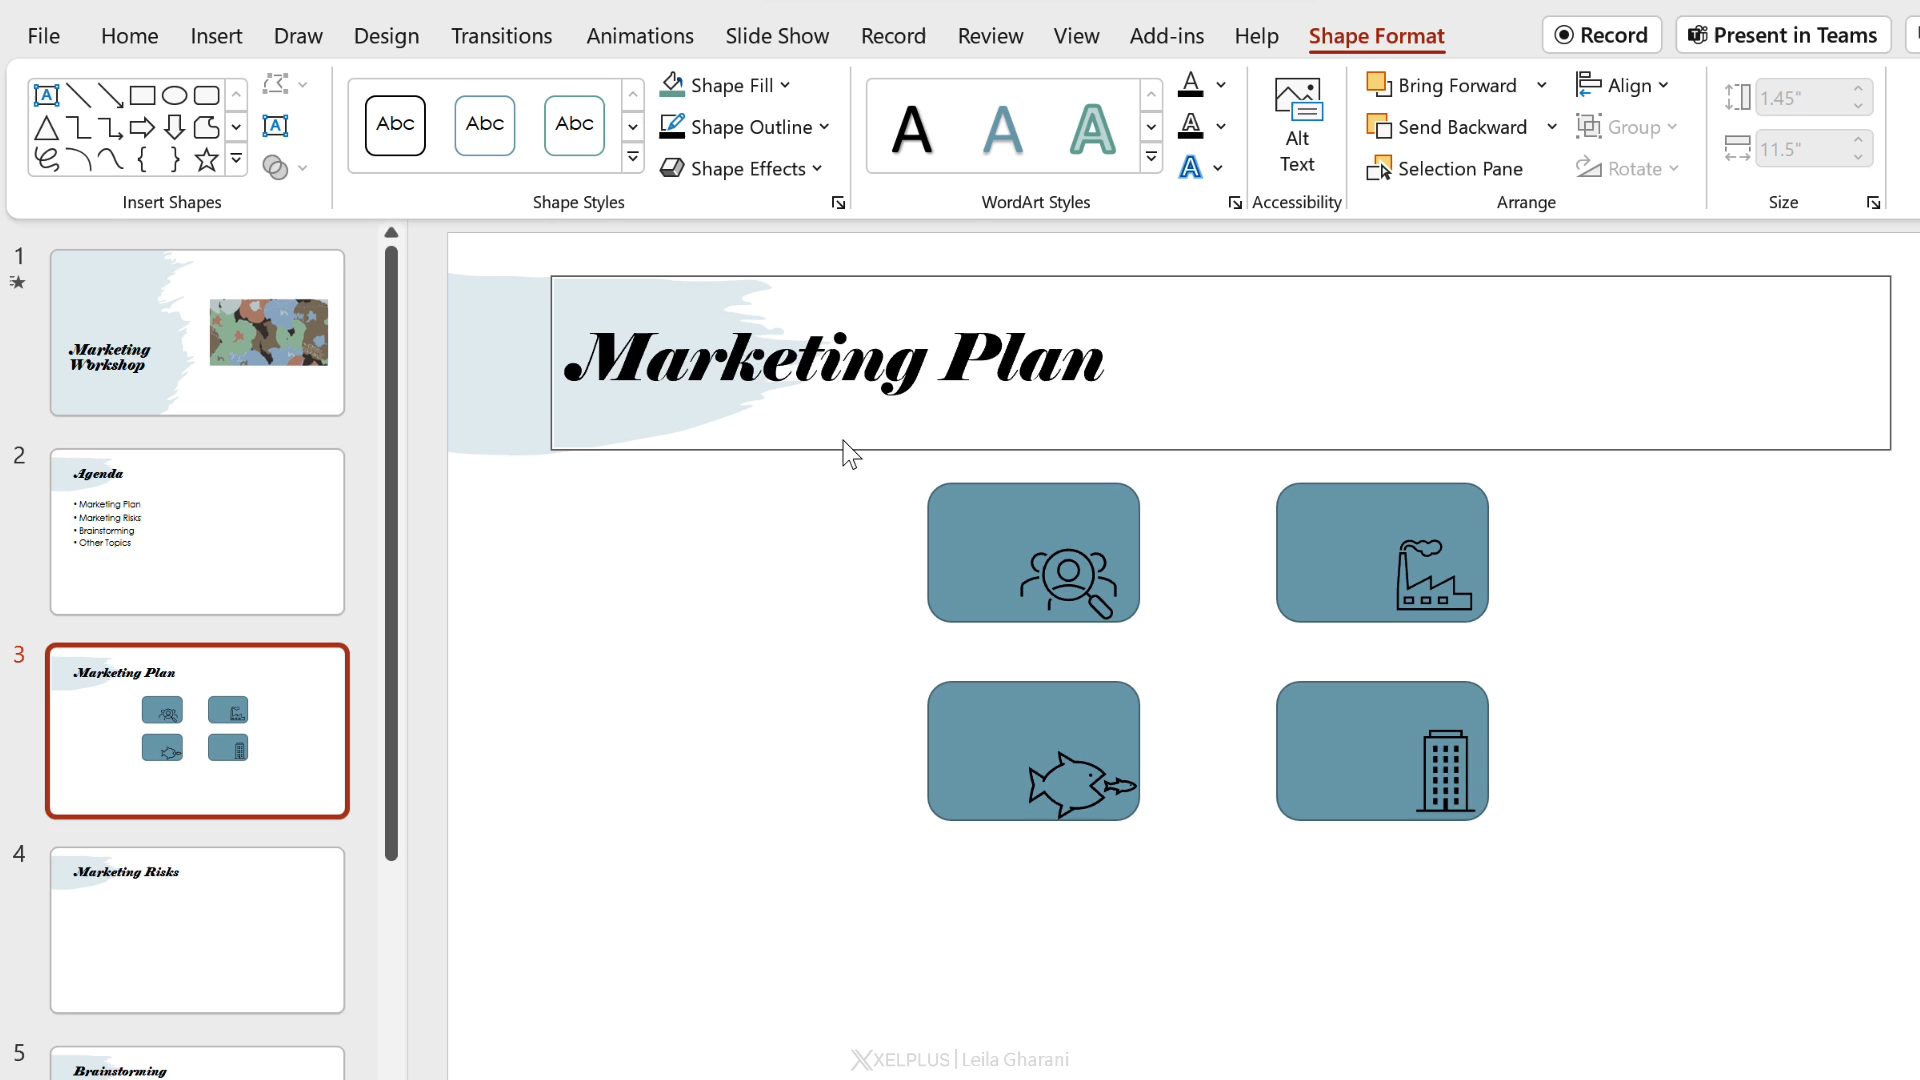 File Home Insert Draw Design Transitions Animations Slide Show Record Review View Add-ins Help Shape Format Record Present in Teams
Shape Fill
Shape Outline
Shape Effects
Abc Abc Abc
A A A
Alt
Text
Bring Forward
Send Backward
Selection Pane
Align
Group
Rotate
1.45"
11.5"
Insert Shapes Shape Styles WordArt Styles Accessibility Arrange Size
1
Marketing
Workshop
2
Agenda
• Marketing Plan
• Marketing Risks
• Brainstorming
• Other Topics
3
Marketing Plan
4
Marketing Risks
5
Brainstorming
Marketing Plan
XELPLUS | Leila Gharani